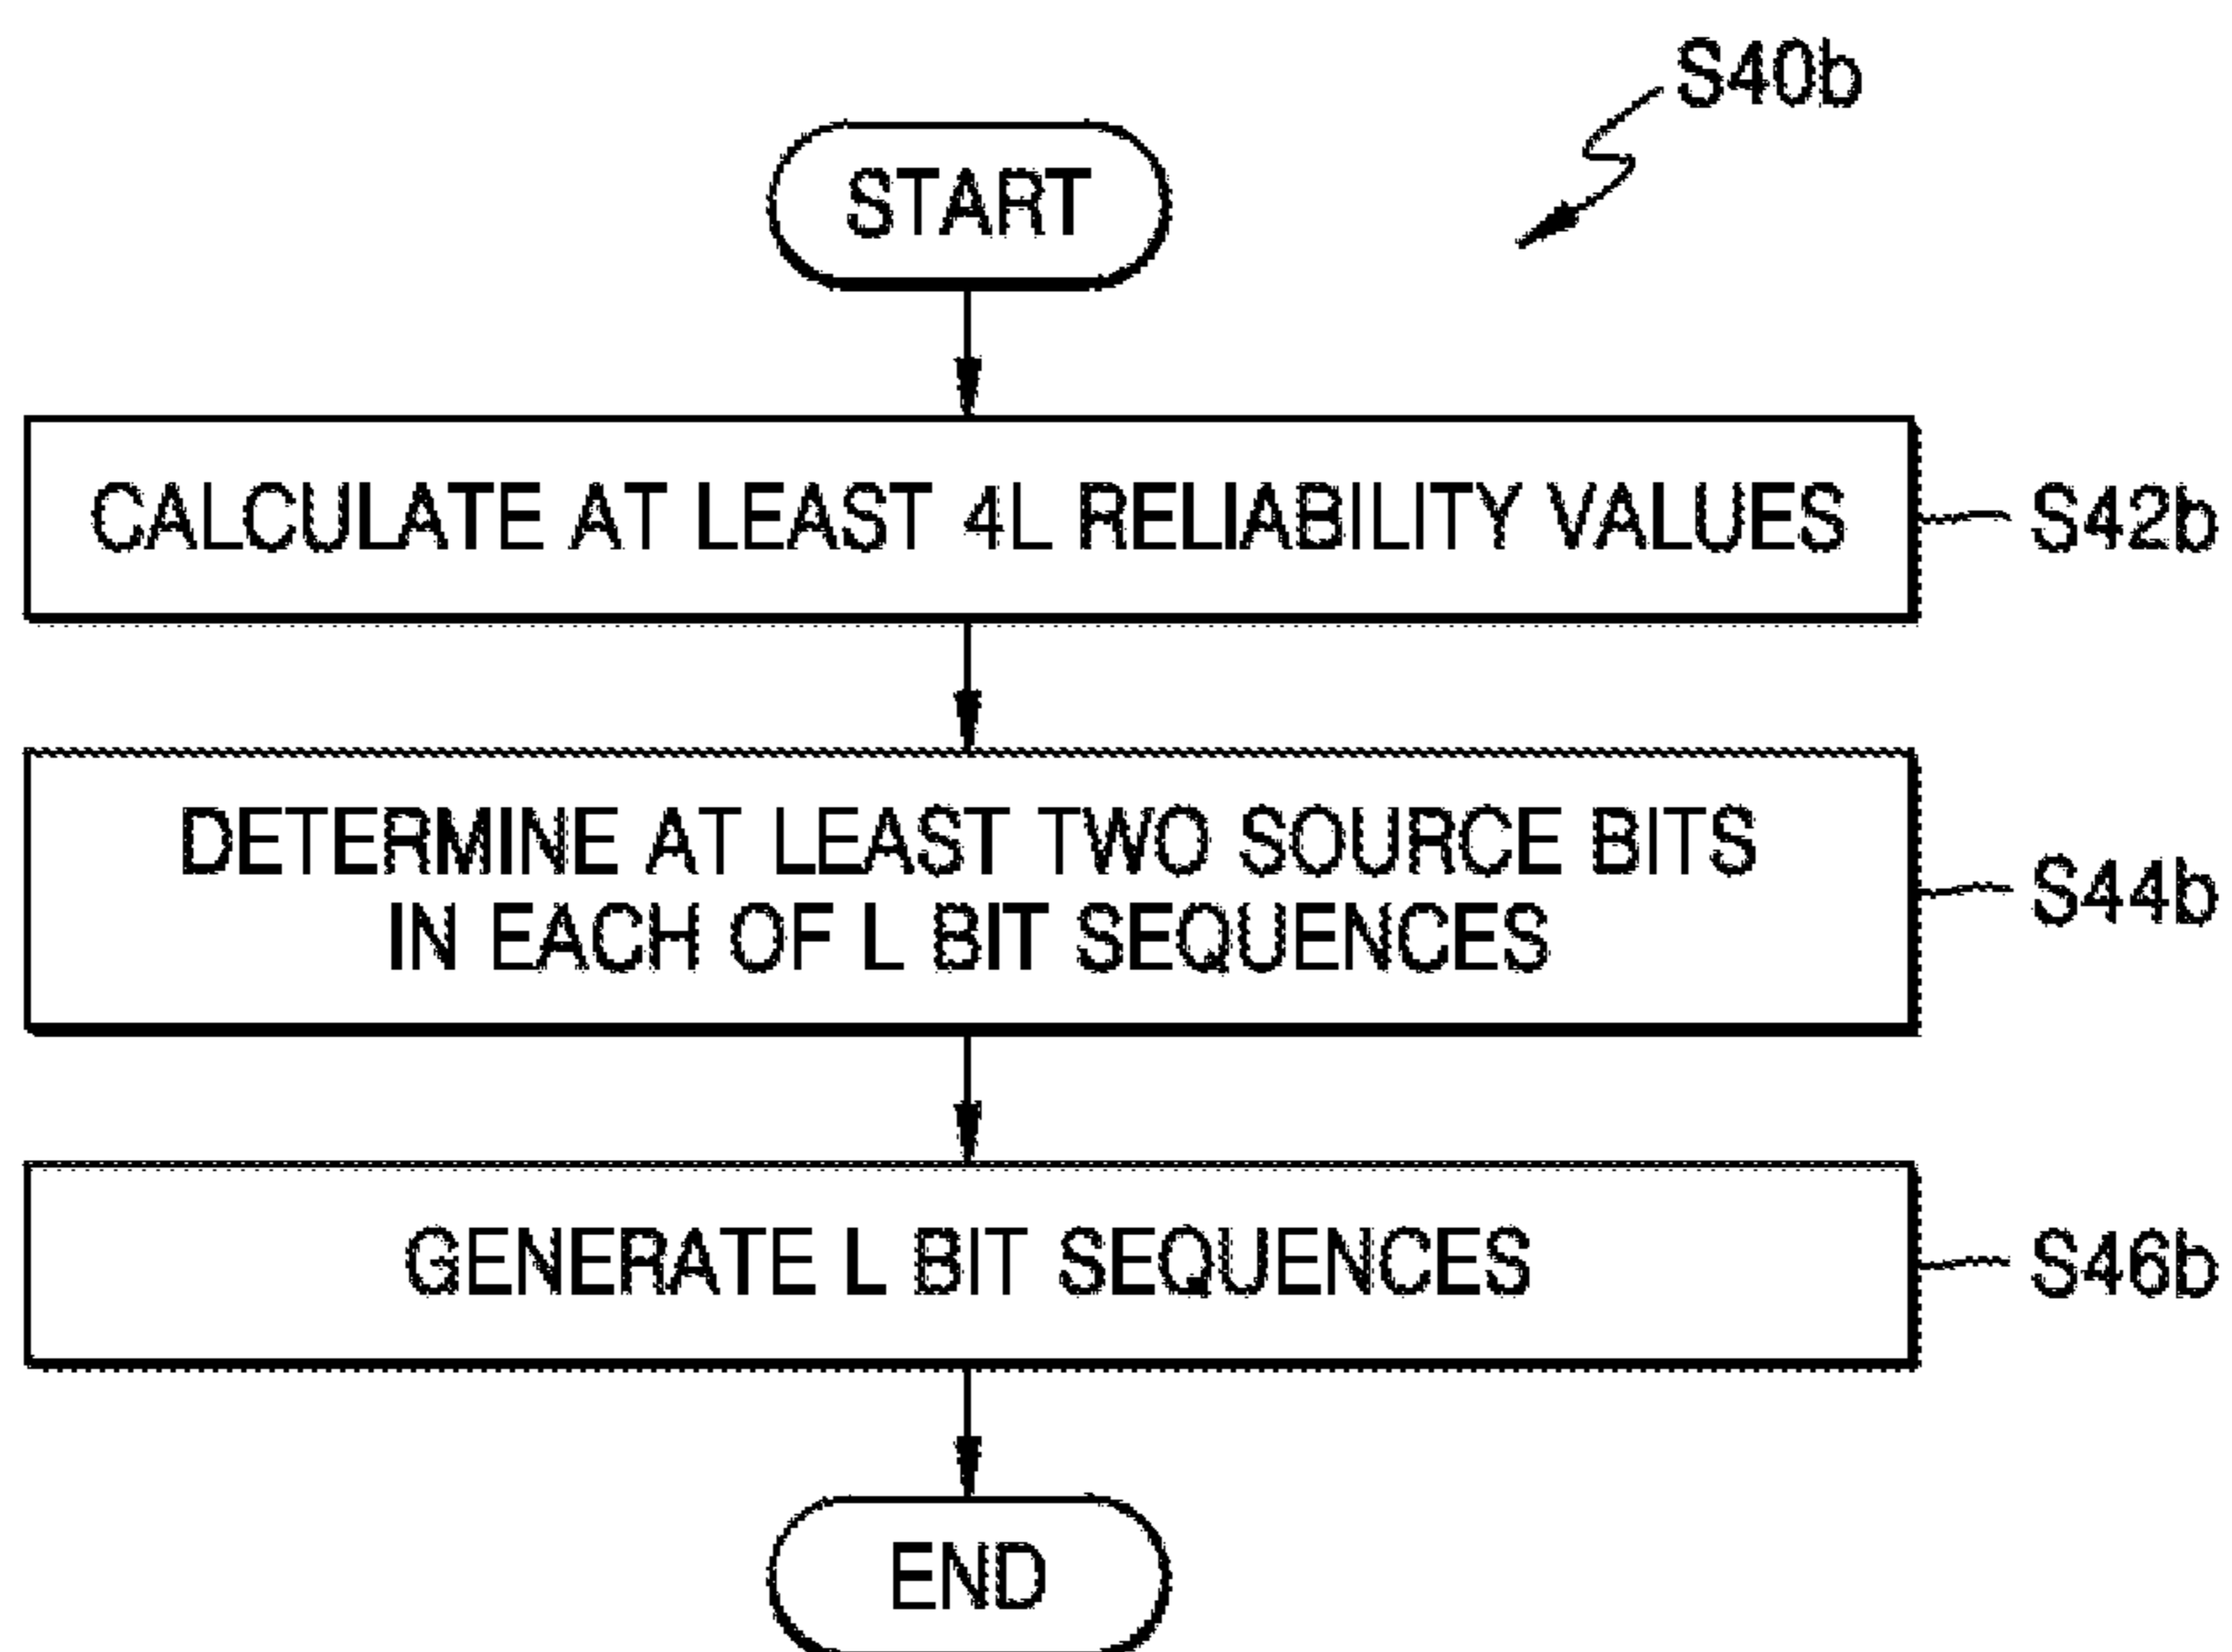 S40b
START
CALCULATE AT LEAST 4L RELIABILITY VALUES
S42b
DETERMINE AT LEAST TWO SOURCE BITS
IN EACH OF L BIT SEQUENCES
S44b
GENERATE L BIT SEQUENCES
S46b
END